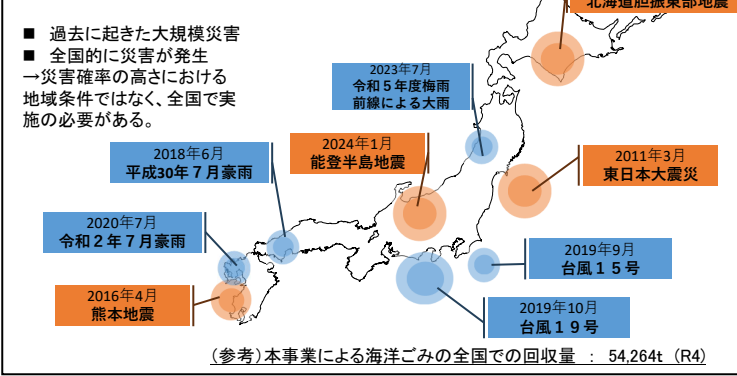 北海道胆振東部地震
■ 過去に起きた大規模災害
■ 全国的に災害が発生
→災害確率の高さにおける
地域条件ではなく、全国で実
施の必要がある。
2023年7月
令和５年度梅雨
前線による大雨
2024年1月
能登半島地震
2018年6月
平成30年７月豪雨
2011年3月
東日本大震災
2020年7月
令和２年７月豪雨
2019年9月
台風１５号
2016年4月
熊本地震
2019年10月
台風１９号
(参考)本事業による海洋ごみの全国での回収量 ： 54,264t (R4)